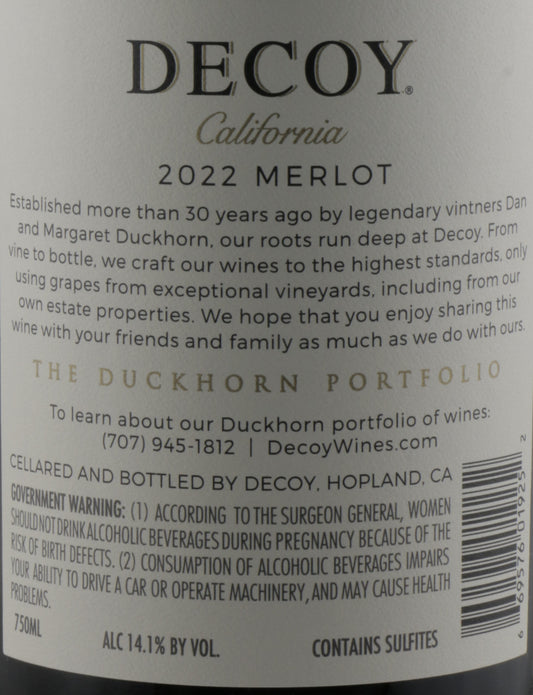 DECOY®
California
2022 MERLOT
Established more than 30 years ago by legendary vintners Dan
and Margaret Duckhorn, our roots run deep at Decoy. From
vine to bottle, we craft our wines to the highest standards, only
using grapes from exceptional vineyards, including from our
own estate properties. We hope that you enjoy sharing this
wine with your friends and family as much as we do with ours.
THE DUCKHORN PORTFOLIO
To learn about our Duckhorn portfolio of wines:
(707) 945-1812 | DecoyWines.com
CELLARED AND BOTTLED BY DECOY, HOPLAND, CA
GOVERNMENT WARNING: (1) ACCORDING TO THE SURGEON GENERAL, WOMEN
SHOULD NOT DRINK ALCOHOLIC BEVERAGES DURING PREGNANCY BECAUSE OF THE
RISK OF BIRTH DEFECTS. (2) CONSUMPTION OF ALCOHOLIC BEVERAGES IMPAIRS
YOUR ABILITY TO DRIVE A CAR OR OPERATE MACHINERY, AND MAY CAUSE HEALTH
PROBLEMS.
750ML ALC 14.1% BY VOL. CONTAINS SULFITES
6 69576 01925 2